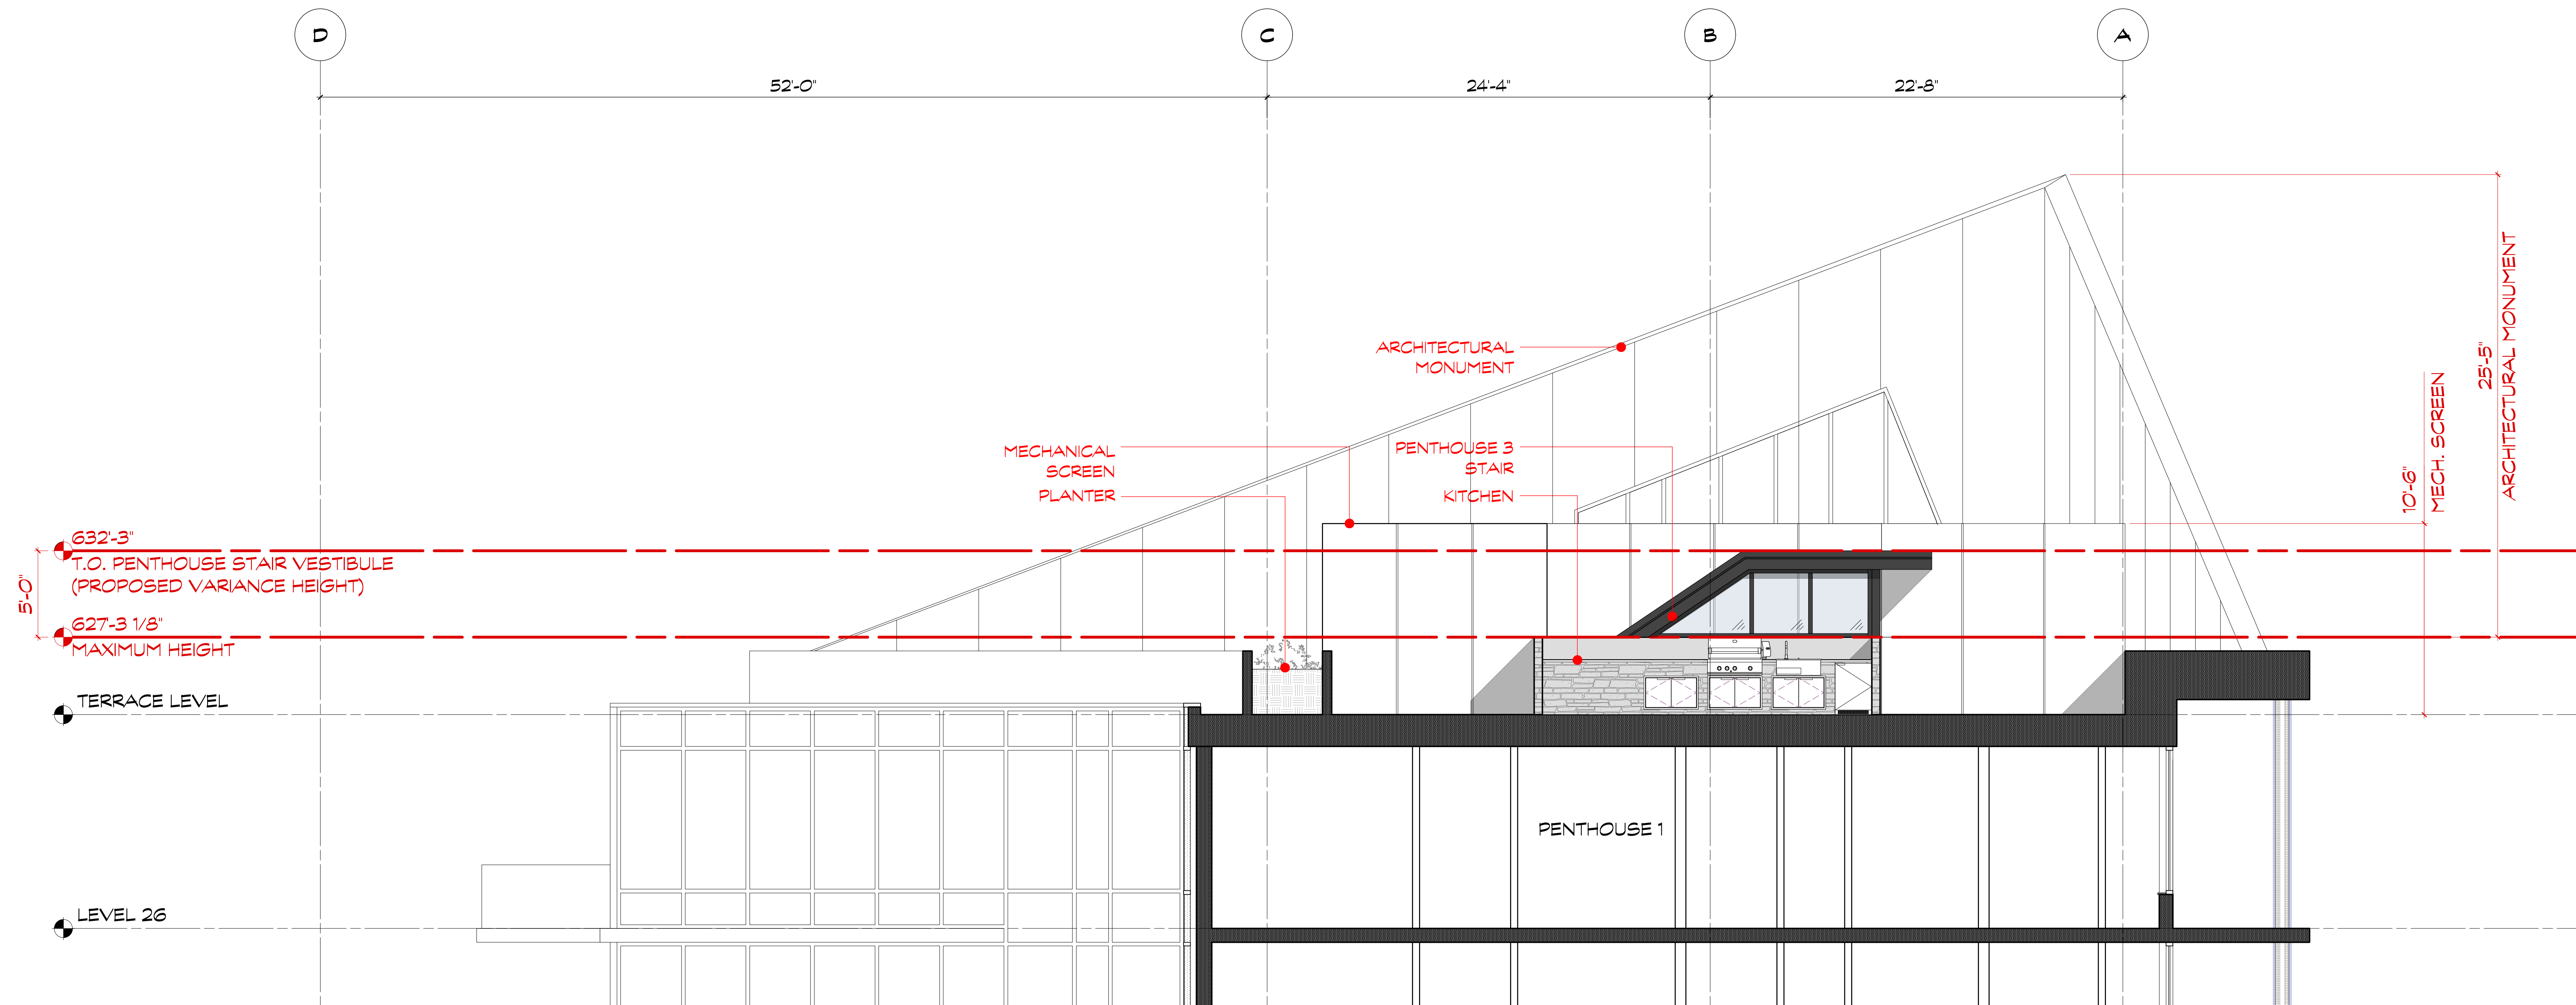 D
C
B
A
52'-0"
24'-4"
22'-8"
ARCHITECTURAL
MONUMENT
MECHANICAL
SCREEN
PLANTER
PENTHOUSE 3
STAIR
KITCHEN
25'-5"
ARCHITECTURAL MONUMENT
10'-6"
MECH. SCREEN
632'-3"
T.O. PENTHOUSE STAIR VESTIBULE
(PROPOSED VARIANCE HEIGHT)
5'-0"
627'-3 1/8"
MAXIMUM HEIGHT
TERRACE LEVEL
PENTHOUSE 1
LEVEL 26